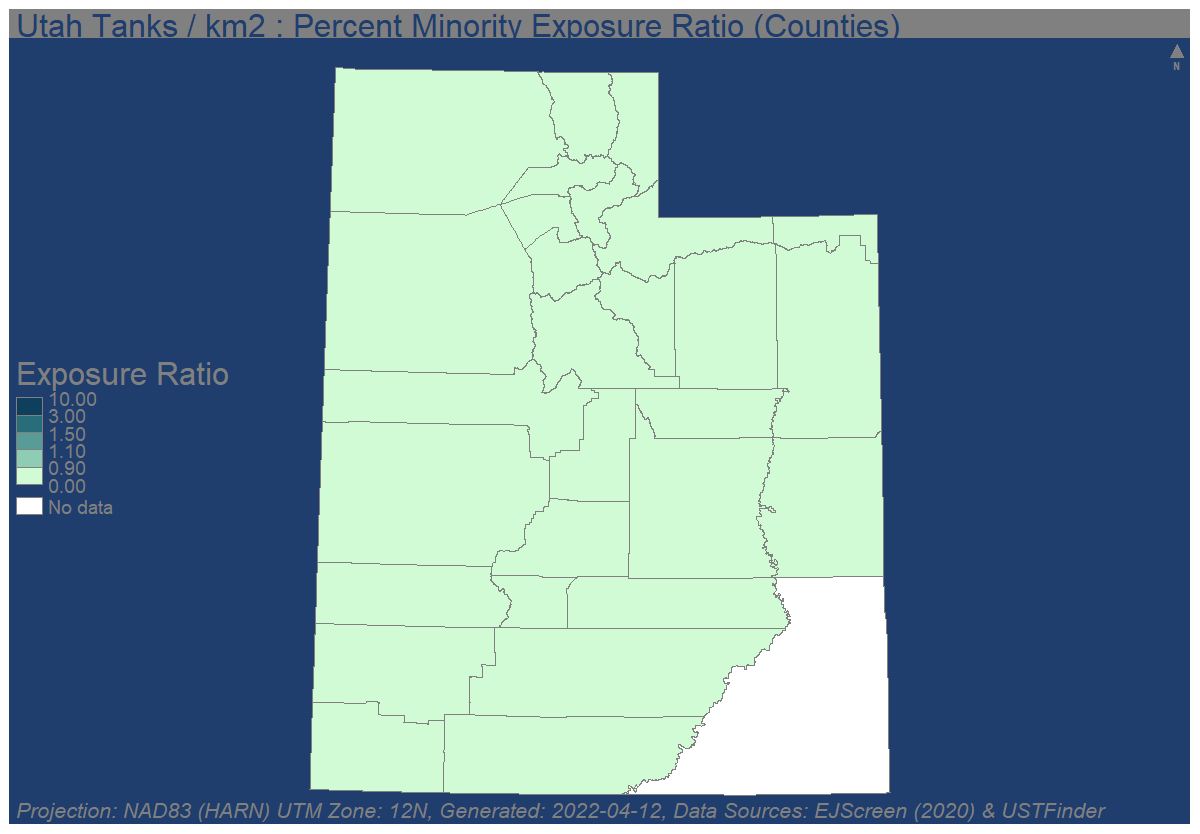 Utah Tanks / km2 : Percent Minority Exposure Ratio (Counties)
N
Exposure Ratio
10.00
3.00
1.50
1.10
0.90
0.00
No data
Projection: NAD83 (HARN) UTM Zone: 12N, Generated: 2022-04-12, Data Sources: EJScreen (2020) & USTFinder